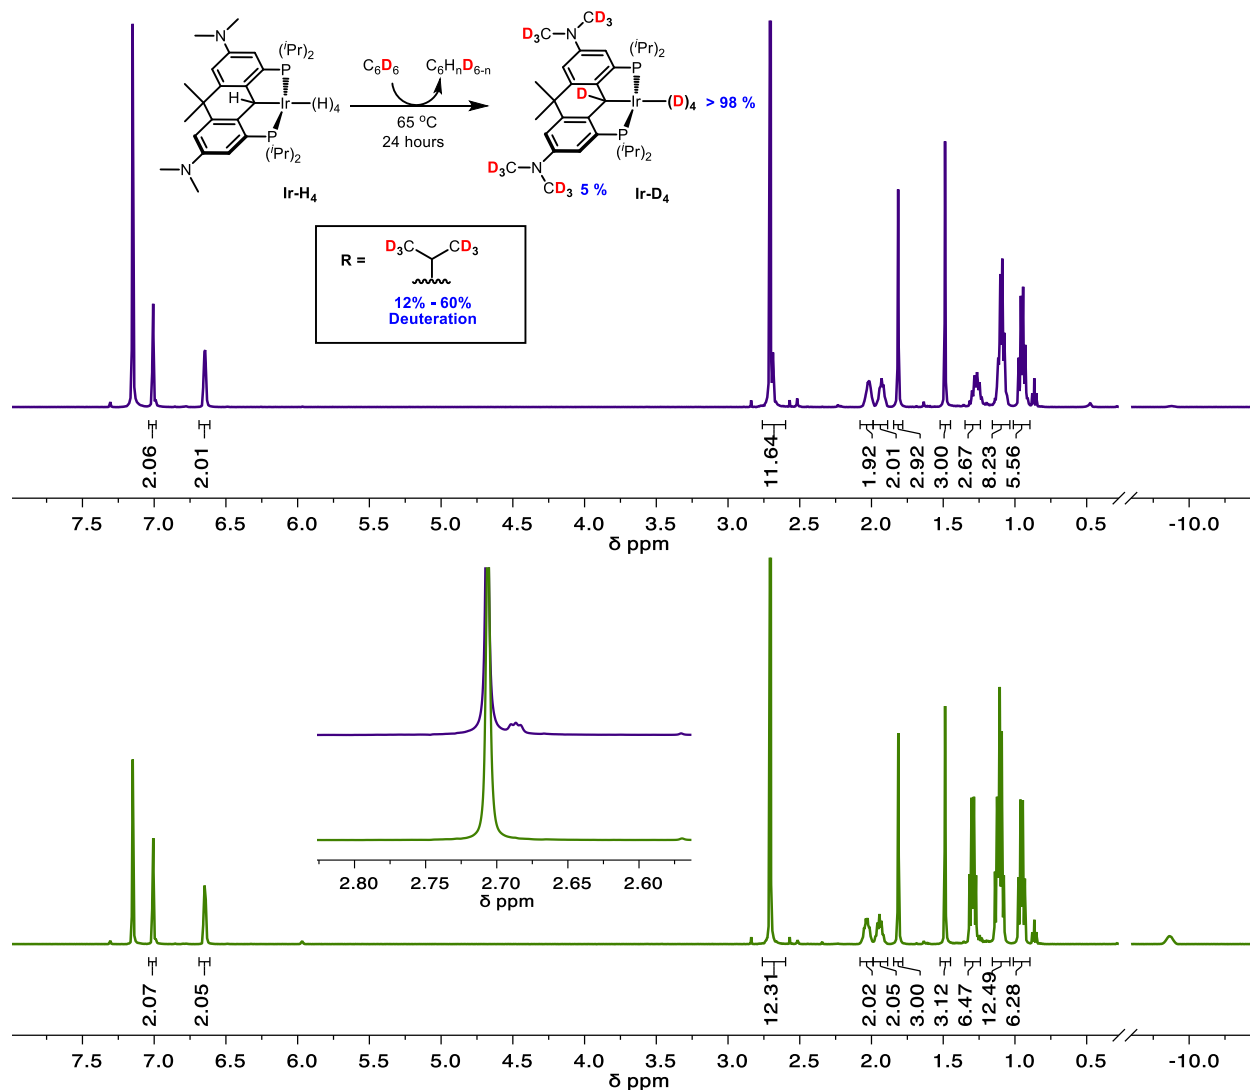 N
(iPr)2
P
H
Ir
(H)4
P
(iPr)2
N
Ir-H4
C6D6
C6HnD6-n
65 oC
24 hours
CD3
D3C
N
(iPr)2
P
D
Ir
(D)4
> 98 %
P
(iPr)2
D3C
N
CD3
5 %
Ir-D4
R =
D3C
CD3
12% - 60%
Deuteration
2.06
2.01
11.64
1.92
2.01
2.92
3.00
2.67
8.23
5.56
7.5
7.0
6.5
6.0
5.5
5.0
4.5
4.0
3.5
3.0
2.5
2.0
1.5
1.0
0.5
-10.0
δ ppm
2.80
2.75
2.70
2.65
2.60
δ ppm
2.07
2.05
12.31
2.02
2.05
3.00
3.12
6.47
12.49
6.28
7.5
7.0
6.5
6.0
5.5
5.0
4.5
4.0
3.5
3.0
2.5
2.0
1.5
1.0
0.5
-10.0
δ ppm